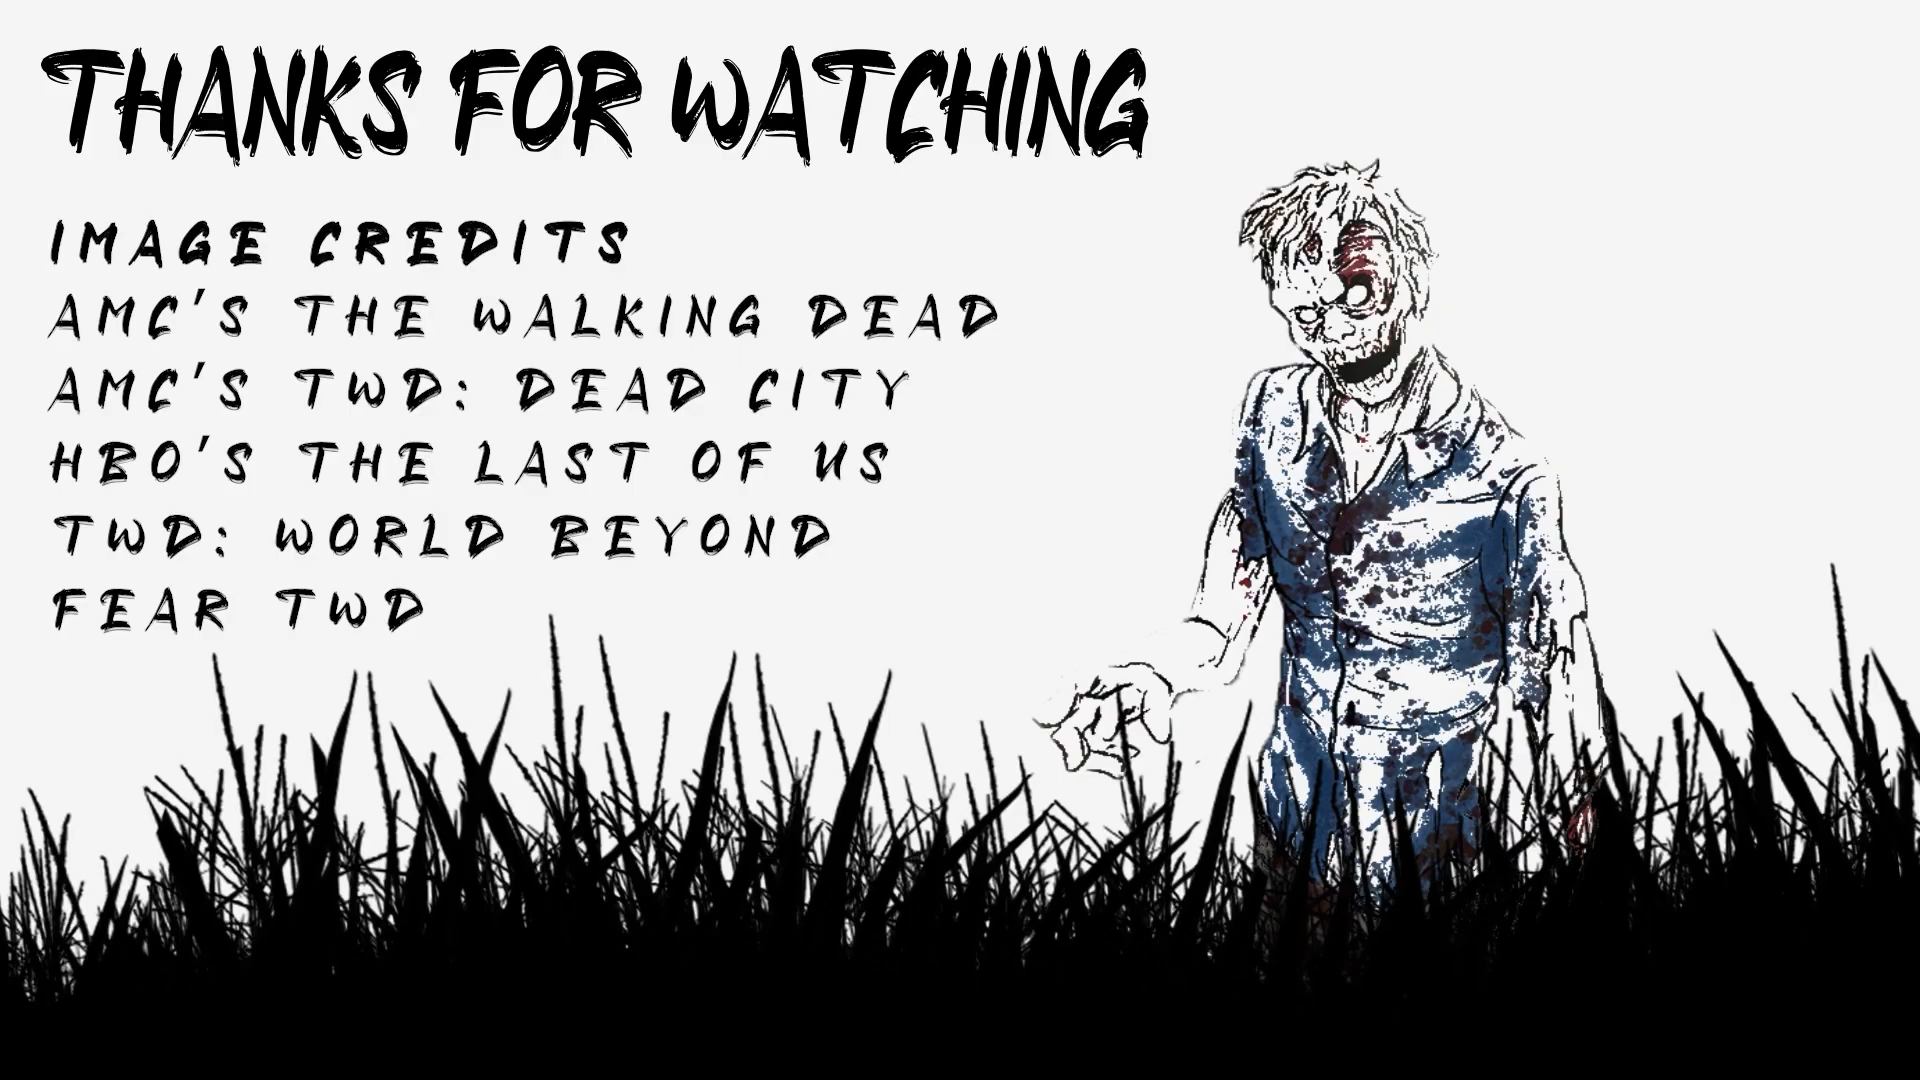 THANKS FOR WATCHING
IMAGE CREDITS
AMC'S THE WALKING DEAD
AMC'S TWD: DEAD CITY
HBO'S THE LAST OF US
TWD: WORLD BEYOND
FEAR TWD